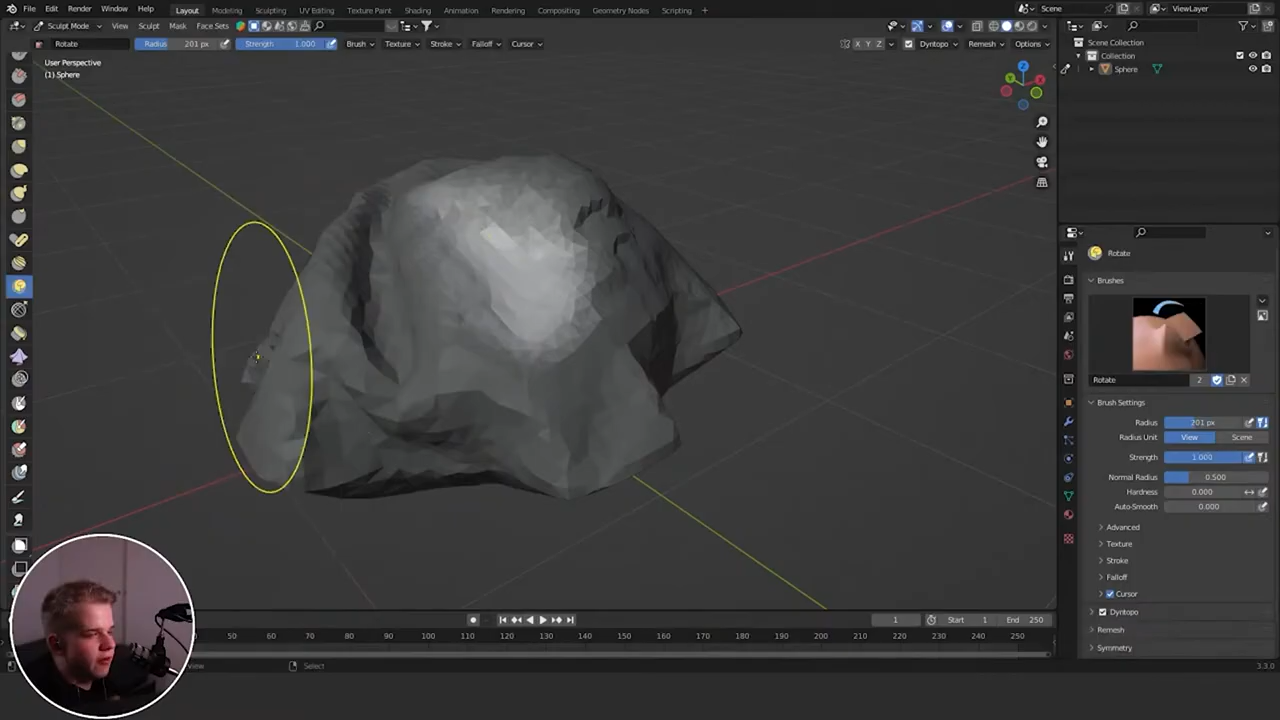 File Edit Render Window Help Layout Modeling Sculpting UV Editing Texture Paint Shading Animation Rendering Compositing Geometry Nodes Scripting + Scene ViewLayer
Sculpt Mode View Sculpt Mask Face Sets
Rotate Radius 201 px Strength 1.000 Brush Texture Stroke Falloff Cursor X Y Z Dyntopo Remesh Options
User Perspective
(1) Sphere
Scene Collection
Collection
Sphere
Z
X
Y
Rotate
Brushes
Rotate 2
Brush Settings
Radius 201 px
Radius Unit View Scene
Strength 1.000
Normal Radius 0.500
Hardness 0.000
Auto-Smooth 0.000
Advanced
Texture
Stroke
Falloff
Cursor
Dyntopo
Remesh
Symmetry
1 Start 1 End 250
50 60 70 80 90 100 110 120 130 140 150 160 170 180 190 200 210 220 230 240 250
View Select
3.3.0